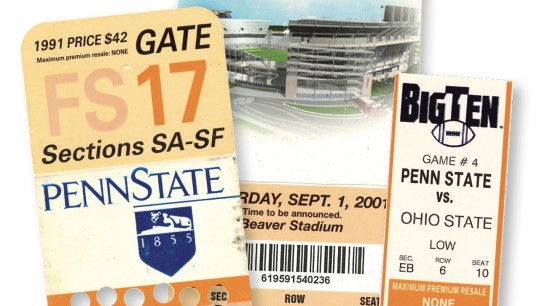 1991 PRICE $42
Maximum premium resale: NONE
GATE
FS 17
Sections SA-SF
PENNSTATE
1855
SEC
RDAY, SEPT. 1, 2001
Time to be announced.
Beaver Stadium
619591540236
ROW
SEAT
BIG TEN
GAME # 4
PENN STATE
VS.
OHIO STATE
LOW
SEC. ROW SEAT
EB 6 10
MAXIMUM PREMIUM RESALE
NONE